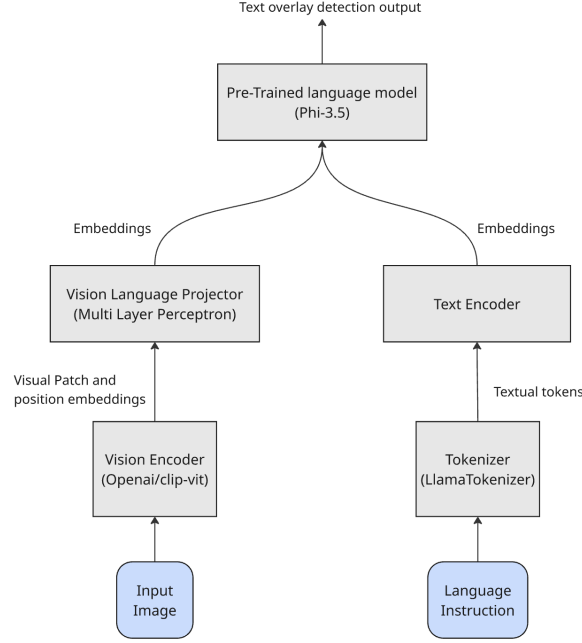 Text overlay detection output
Pre-Trained language model
(Phi-3.5)
Embeddings
Embeddings
Vision Language Projector
(Multi Layer Perceptron)
Text Encoder
Visual Patch and
position embeddings
Textual tokens
Vision Encoder
(Openai/clip-vit)
Tokenizer
(LlamaTokenizer)
Input
Image
Language
Instruction